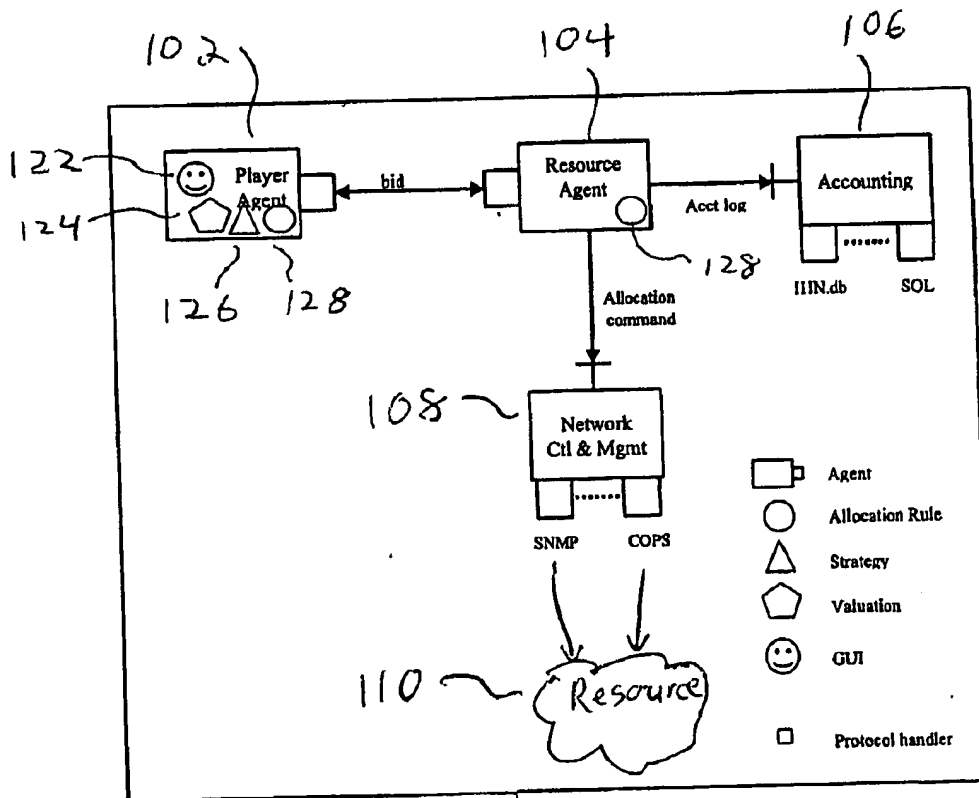 102
104
106
122
Player
Agent
bid
Resource
Agent
Acct log
Accounting
124
126
128
128
IIIN.db
SQL
Allocation
command
108
Network
Ctl & Mgmt
SNMP
COPS
Agent
Allocation Rule
Strategy
Valuation
GUI
Protocol handler
110
Resource